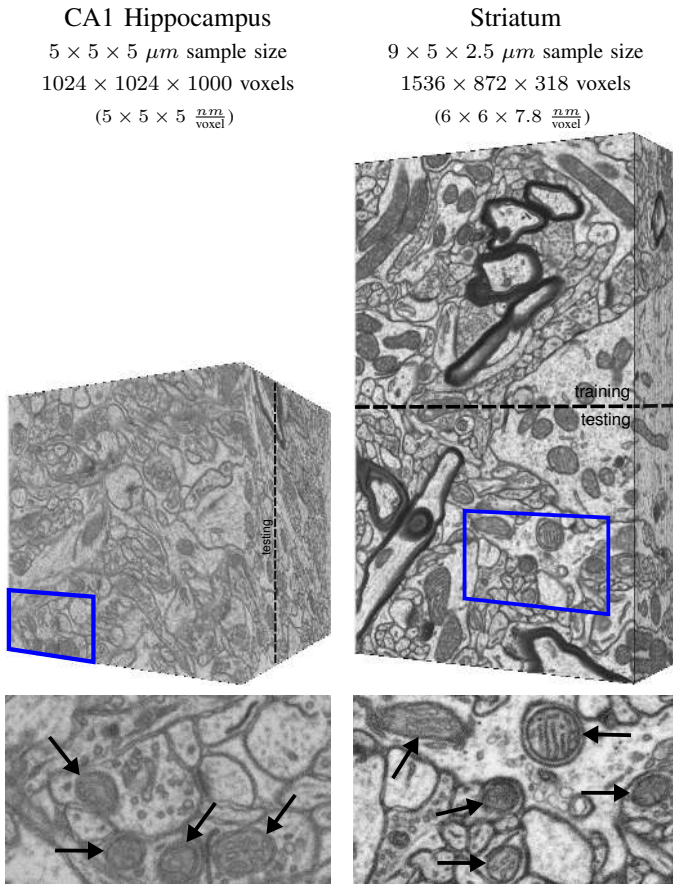 CA1 Hippocampus
5 × 5 × 5 μm sample size
1024 × 1024 × 1000 voxels
(5 × 5 × 5 nm/voxel)
Striatum
9 × 5 × 2.5 μm sample size
1536 × 872 × 318 voxels
(6 × 6 × 7.8 nm/voxel)
training
testing
testing